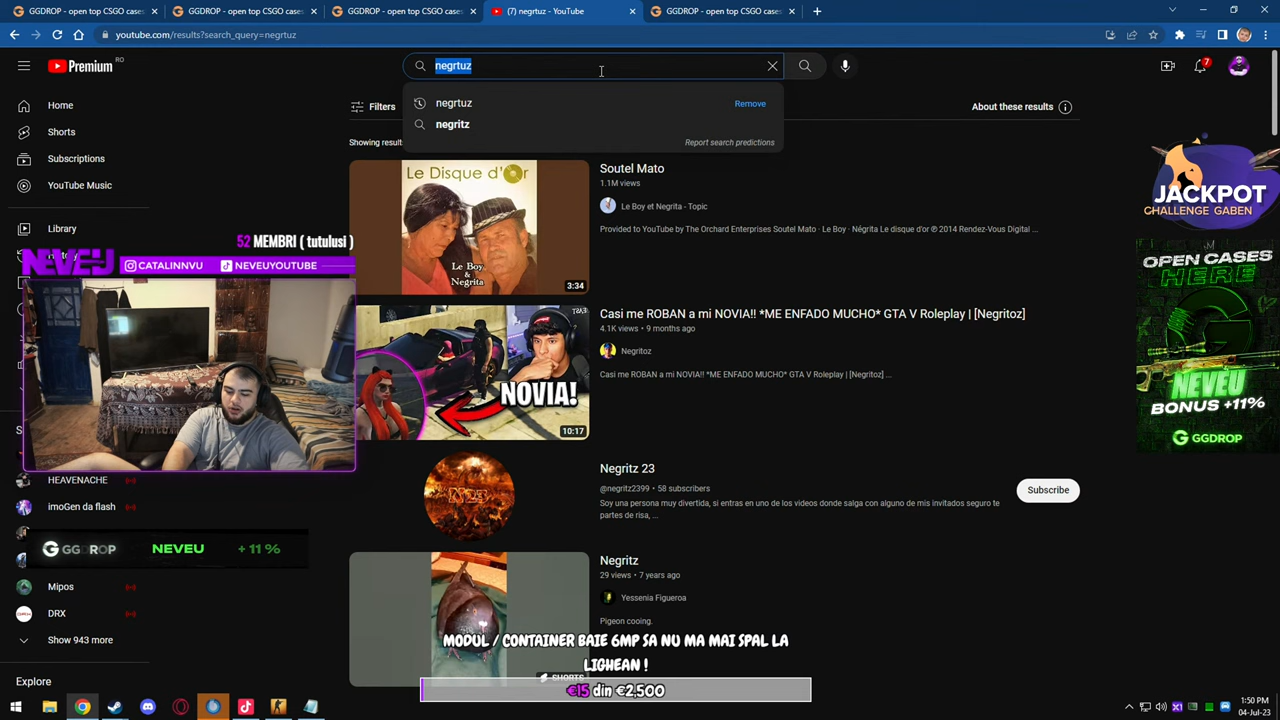 GGDROP - open top CSGO cases
GGDROP - open top CSGO cases
GGDROP - open top CSGO cases
(7) negrtuz - YouTube
GGDROP - open top CSGO cases
youtube.com/results?search_query=negrtuz
Premium RO
negrtuz
7
negrtuz
Remove
negritz
Report search predictions
Filters
About these results
Showing results
Home
Shorts
Subscriptions
YouTube Music
Library
52 MEMBRI ( tutulusi )
NEVEU
CATALINNVU
NEVEUYOUTUBE
HEAVENACHE
imoGen da flash
GGDROP NEVEU + 11 %
Mipos
DRX
Show 943 more
Explore
Le Disque d'Or
Le Boy
&
Negrita
3:34
Soutel Mato
1.1M views
Le Boy et Negrita - Topic
Provided to YouTube by The Orchard Enterprises Soutel Mato · Le Boy · Négrita Le disque d'or ℗ 2014 Rendez-Vous Digital ...
NOVIA!
10:17
Casi me ROBAN a mi NOVIA!! *ME ENFADO MUCHO* GTA V Roleplay | [Negritoz]
4.1K views • 9 months ago
Negritoz
Casi me ROBAN a mi NOVIA!! *ME ENFADO MUCHO* GTA V Roleplay | [Negritoz] ...
N23
Negritz 23
@negritz2399 • 58 subscribers
Soy una persona muy divertida, si entras en uno de los videos donde salga con alguno de mis invitados seguro te
partes de risa, ...
Subscribe
Negritz
29 views • 7 years ago
Yessenia Figueroa
Pigeon cooing.
SHORTS
MODUL / CONTAINER BAIE 6MP SA NU MA MAI SPAL LA
LIGHEAN !
€15 din €2,500
JACKPOT
CHALLENGE GABEN
OPEN CASES
HERE
NEVEU
BONUS +11%
GGDROP
1:50 PM
04-Jul-23